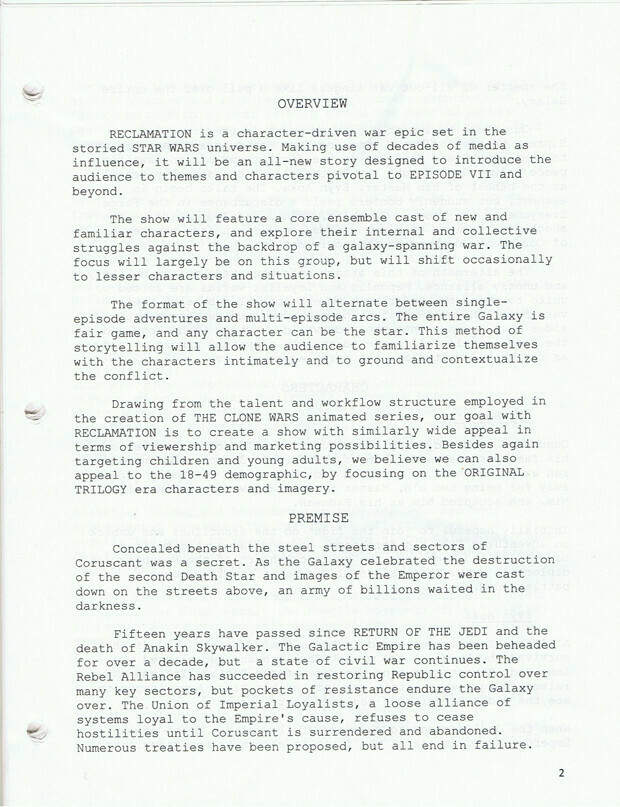 OVERVIEW
RECLAMATION is a character-driven war epic set in the
storied STAR WARS universe. Making use of decades of media as
influence, it will be an all-new story designed to introduce the
audience to themes and characters pivotal to EPISODE VII and
beyond.
The show will feature a core ensemble cast of new and
familiar characters, and explore their internal and collective
struggles against the backdrop of a galaxy-spanning war. The
focus will largely be on this group, but will shift occasionally
to lesser characters and situations.
The format of the show will alternate between single-
episode adventures and multi-episode arcs. The entire Galaxy is
fair game, and any character can be the star. This method of
storytelling will allow the audience to familiarize themselves
with the characters intimately and to ground and contextualize
the conflict.
Drawing from the talent and workflow structure employed in
the creation of THE CLONE WARS animated series, our goal with
RECLAMATION is to create a show with similarly wide appeal in
terms of viewership and marketing possibilities. Besides again
targeting children and young adults, we believe we can also
appeal to the 18-49 demographic, by focusing on the ORIGINAL
TRILOGY era characters and imagery.
PREMISE
Concealed beneath the steel streets and sectors of
Coruscant was a secret. As the Galaxy celebrated the destruction
of the second Death Star and images of the Emperor were cast
down on the streets above, an army of billions waited in the
darkness.
Fifteen years have passed since RETURN OF THE JEDI and the
death of Anakin Skywalker. The Galactic Empire has been beheaded
for over a decade, but a state of civil war continues. The
Rebel Alliance has succeeded in restoring Republic control over
many key sectors, but pockets of resistance endure the Galaxy
over. The Union of Imperial Loyalists, a loose alliance of
systems loyal to the Empire's cause, refuses to cease
hostilities until Coruscant is surrendered and abandoned.
Numerous treaties have been proposed, but all end in failure.
2